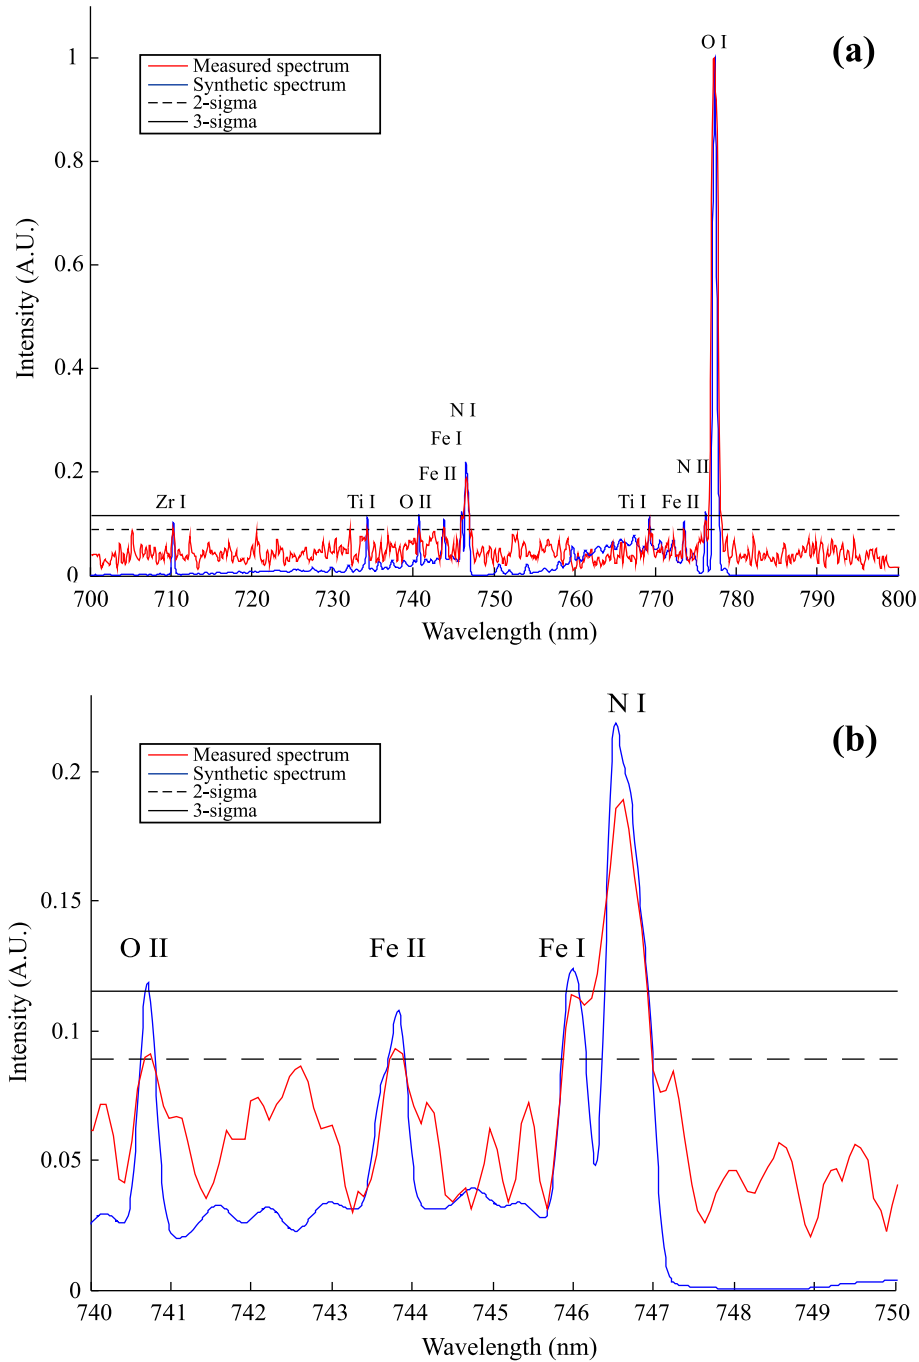 O I
(a)
1
Measured spectrum
Synthetic spectrum
2-sigma
3-sigma
0.8
0.6
Intensity (A.U.)
0.4
N I
Fe I
Fe II
N II
0.2
Zr I
Ti I
O II
Ti I
Fe II
0
700
710
720
730
740
750
760
770
780
790
800
Wavelength (nm)
N I
(b)
Measured spectrum
Synthetic spectrum
2-sigma
3-sigma
0.2
0.15
O II
Fe II
Fe I
Intensity (A.U.)
0.1
0.05
0
740
741
742
743
744
745
746
747
748
749
750
Wavelength (nm)